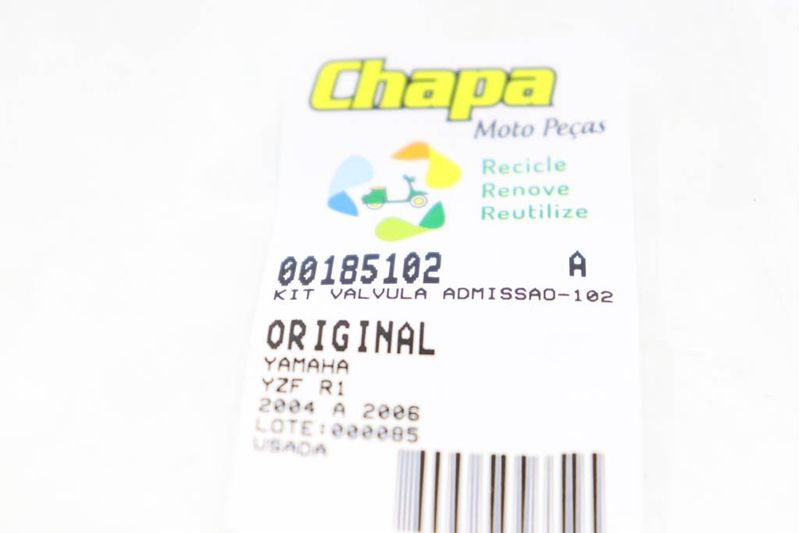 Chapa
Moto Peças
Recicle
Renove
Reutilize
00185102 A
KIT VALVULA ADMISSAO-102
ORIGINAL
YAMAHA
YZF R1
2004 A 2006
LOTE:000085
USADA